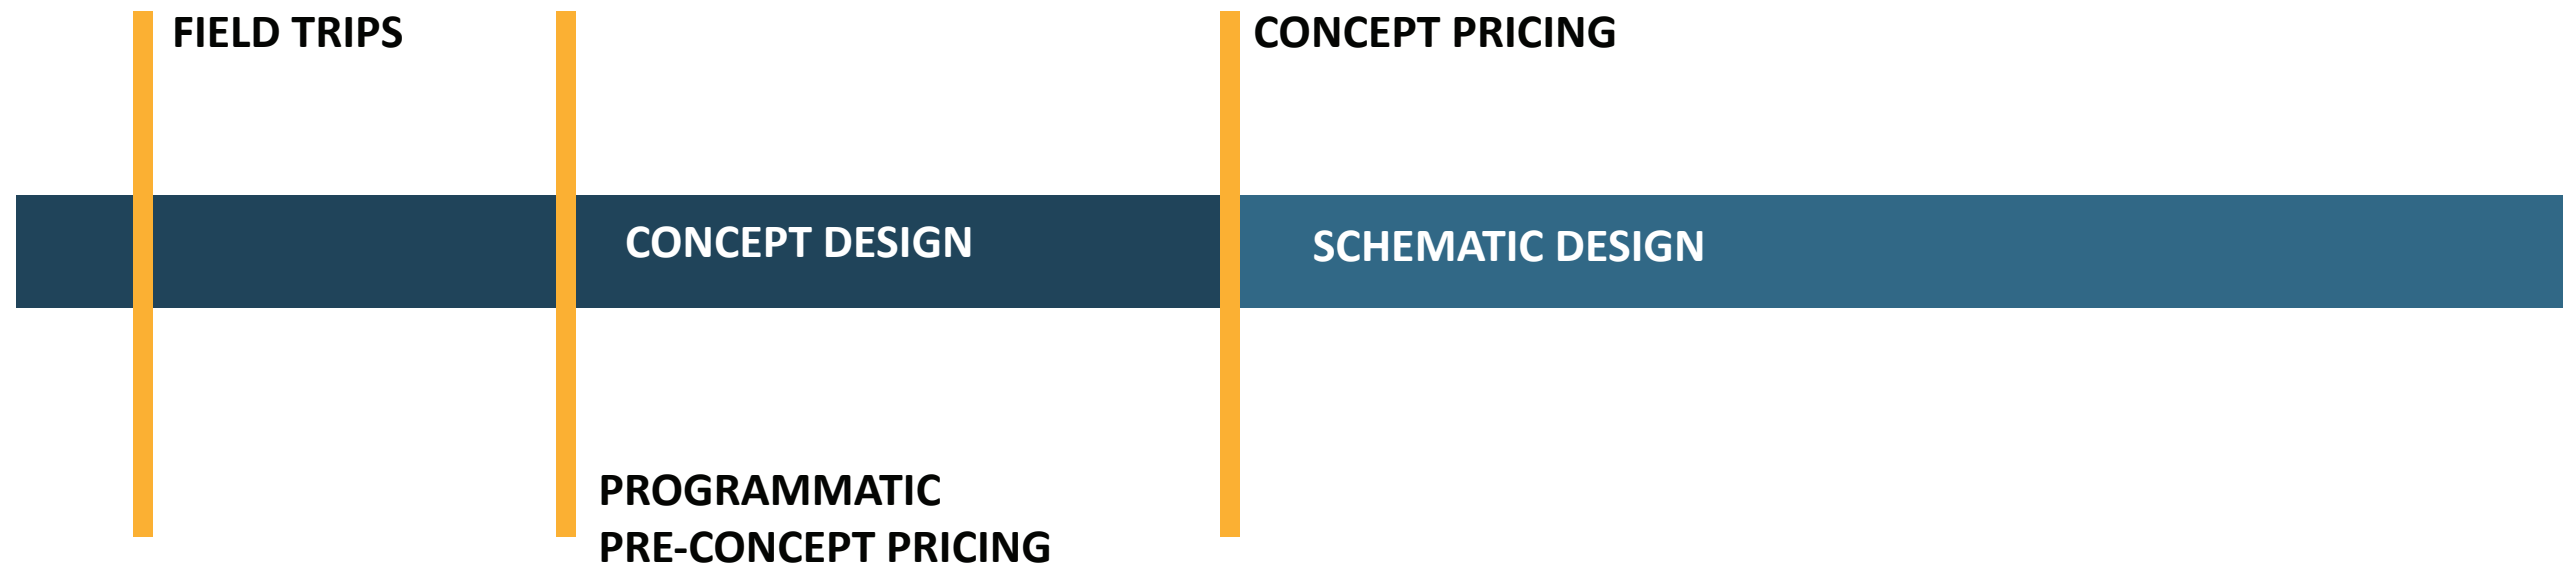 FIELD TRIPS
CONCEPT PRICING
CONCEPT DESIGN
SCHEMATIC DESIGN
PROGRAMMATIC
PRE-CONCEPT PRICING